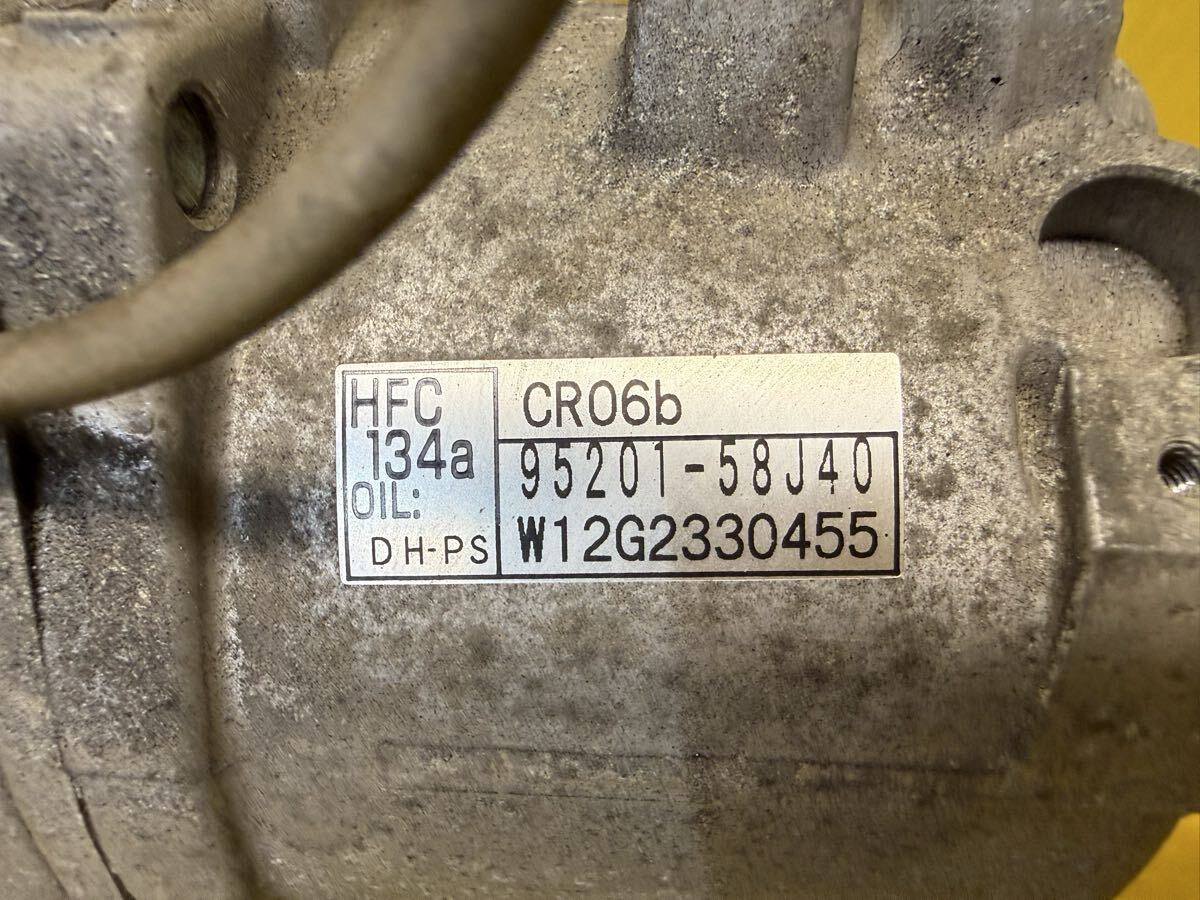 HFC
134a
OIL:
DH-PS
CR06b
95201-58J40
W12G2330455